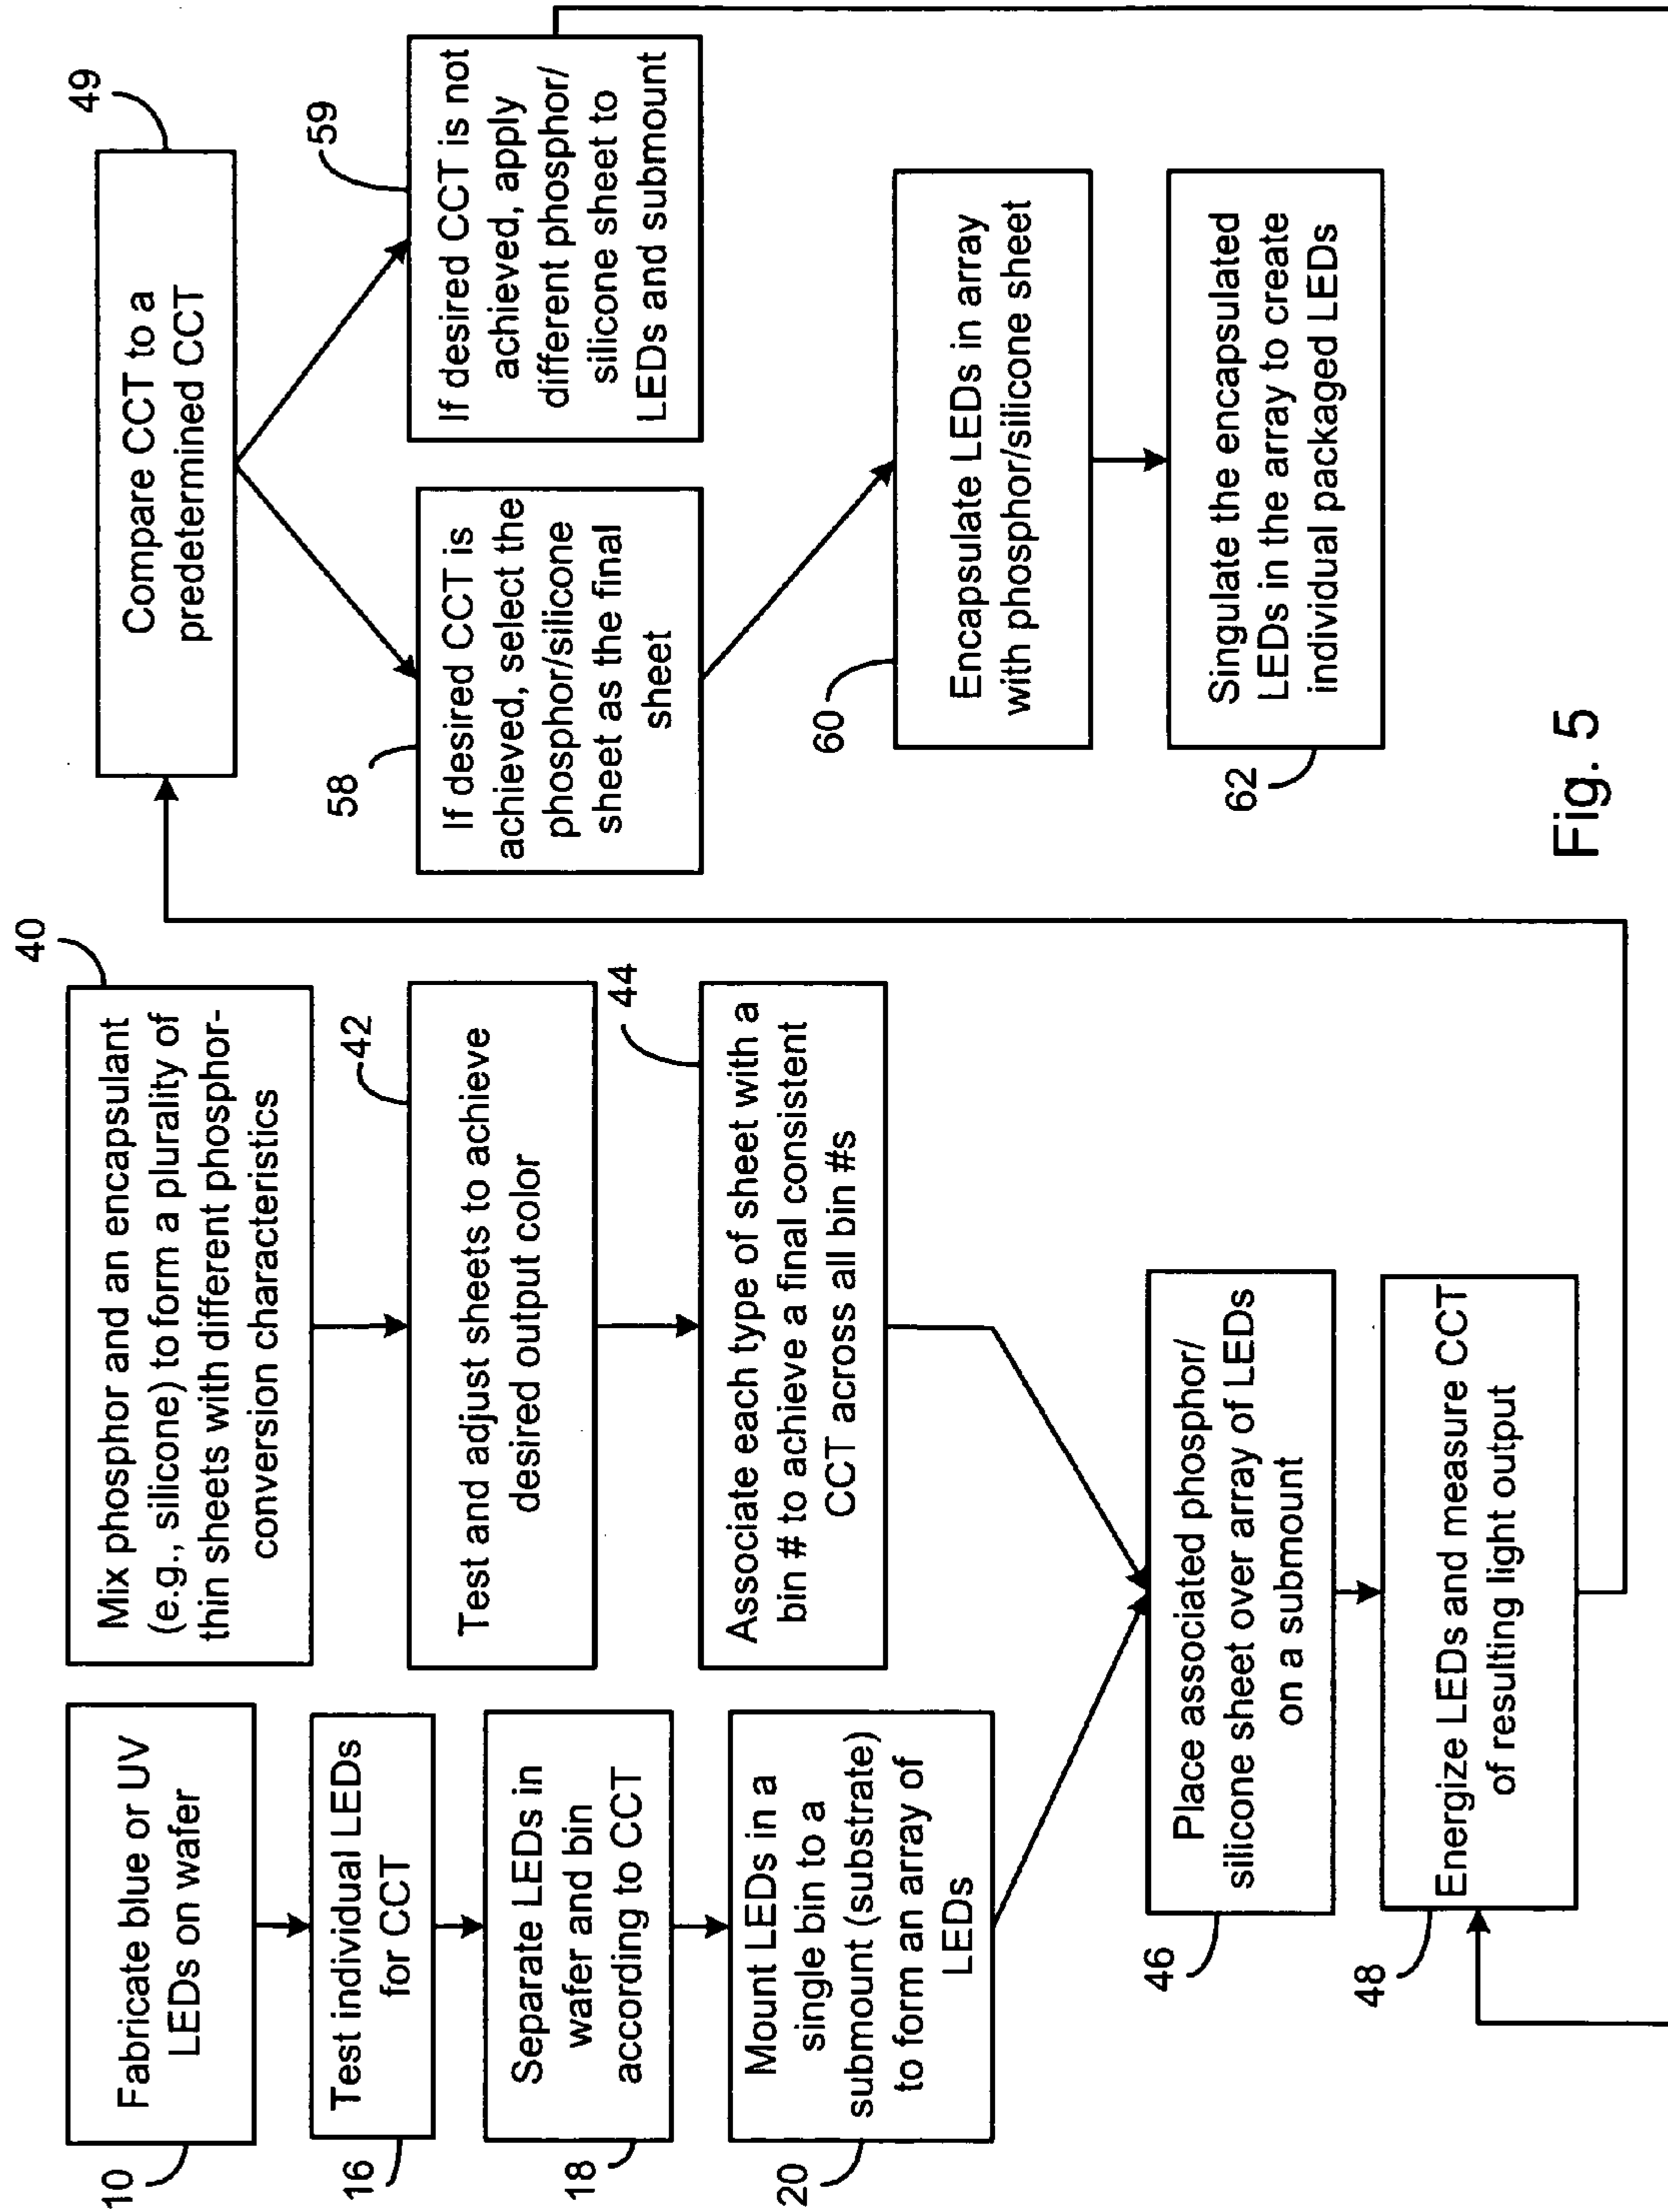 10
Fabricate blue or UV
LEDs on wafer
16
Test individual LEDs
for CCT
18
Separate LEDs in
wafer and bin
according to CCT
20
Mount LEDs in a
single bin to a
submount (substrate)
to form an array of
LEDs
40
Mix phosphor and an encapsulant
(e.g., silicone) to form a plurality of
thin sheets with different phosphor-
conversion characteristics
42
Test and adjust sheets to achieve
desired output color
44
Associate each type of sheet with a
bin # to achieve a final consistent
CCT across all bin #s
46
Place associated phosphor/
silicone sheet over array of LEDs
on a submount
48
Energize LEDs and measure CCT
of resulting light output
49
Compare CCT to a
predetermined CCT
58
If desired CCT is
achieved, select the
phosphor/silicone
sheet as the final
sheet
59
If desired CCT is not
achieved, apply
different phosphor/
silicone sheet to
LEDs and submount
60
Encapsulate LEDs in array
with phosphor/silicone sheet
62
Singulate the encapsulated
LEDs in the array to create
individual packaged LEDs
Fig. 5